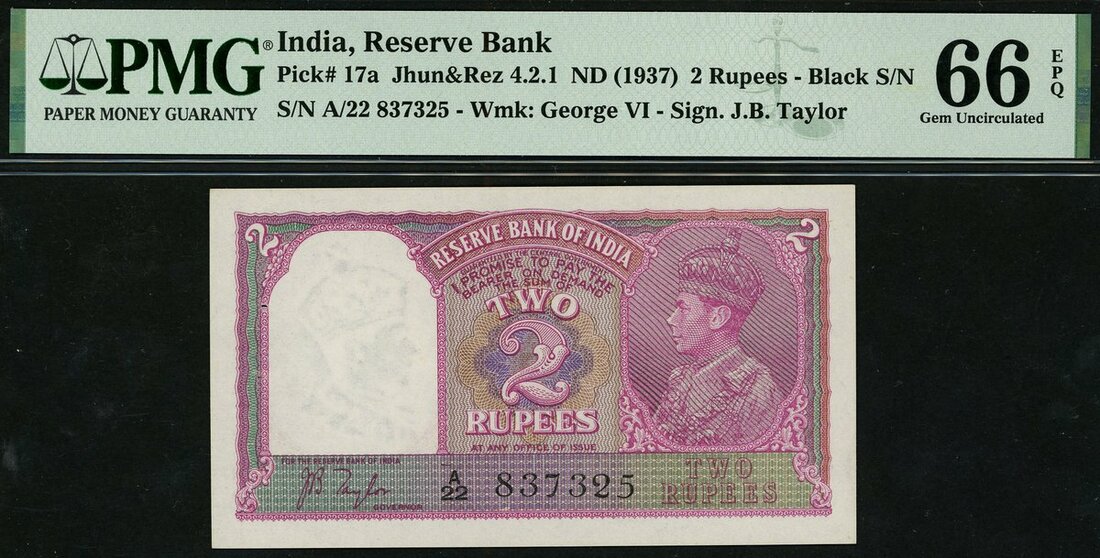 PMG®
PAPER MONEY GUARANTY
India, Reserve Bank
Pick# 17a Jhun&Rez 4.2.1 ND (1937) 2 Rupees - Black S/N
S/N A/22 837325 - Wmk: George VI - Sign. J.B. Taylor
66
EPQ
Gem Uncirculated
2
2
RESERVE BANK OF INDIA
I PROMISE TO PAY THE
BEARER ON DEMAND
THE SUM OF
TWO
2
RUPEES
AT ANY OFFICE OF ISSUE
FOR THE RESERVE BANK OF INDIA
JB Taylor
GOVERNOR
A/22 837325
TWO
RUPEES